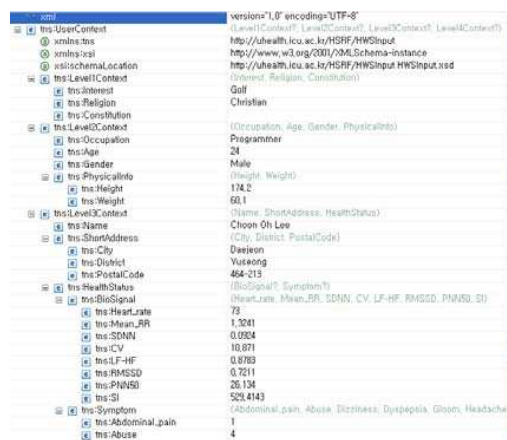 xml version="1.0" encoding="UTF-8"
tns:UserContext (Level1Context?, Level2Context?, Level3Context?, Level4Context?)
xmlns:tns http://uhealth.icu.ac.kr/HSRF/HWSInput
xmlns:xsi http://www.w3.org/2001/XMLSchema-instance
xsi:schemaLocation http://uhealth.icu.ac.kr/HSRF/HWSInput HWSInput.xsd
tns:Level1Context (Interest, Religion, Constitution)
tns:Interest Golf
tns:Religion Christian
tns:Constitution
tns:Level2Context (Occupation, Age, Gender, PhysicalInfo)
tns:Occupation Programmer
tns:Age 24
tns:Gender Male
tns:PhysicalInfo (Height, Weight)
tns:Height 174,2
tns:Weight 60,1
tns:Level3Context (Name, ShortAddress, HealthStatus)
tns:Name Choon Oh Lee
tns:ShortAddress (City, District, PostalCode)
tns:City Daejeon
tns:District Yuseong
tns:PostalCode 464-213
tns:HealthStatus (BioSignal?, Symptom?)
tns:BioSignal (Heart_rate, Mean_RR, SDNN, CV, LF-HF, RMSSD, PNN50, SI)
tns:Heart_rate 73
tns:Mean_RR 1,3241
tns:SDNN 0,0924
tns:CV 10,871
tns:LF-HF 0,8783
tns:RMSSD 0,7211
tns:PNN50 26,134
tns:SI 529,4143
tns:Symptom (Abdominal_pain, Abuse, Dizziness, Dyspepsia, Gloom, Headache
tns:Abdominal_pain 1
tns:Abuse 4